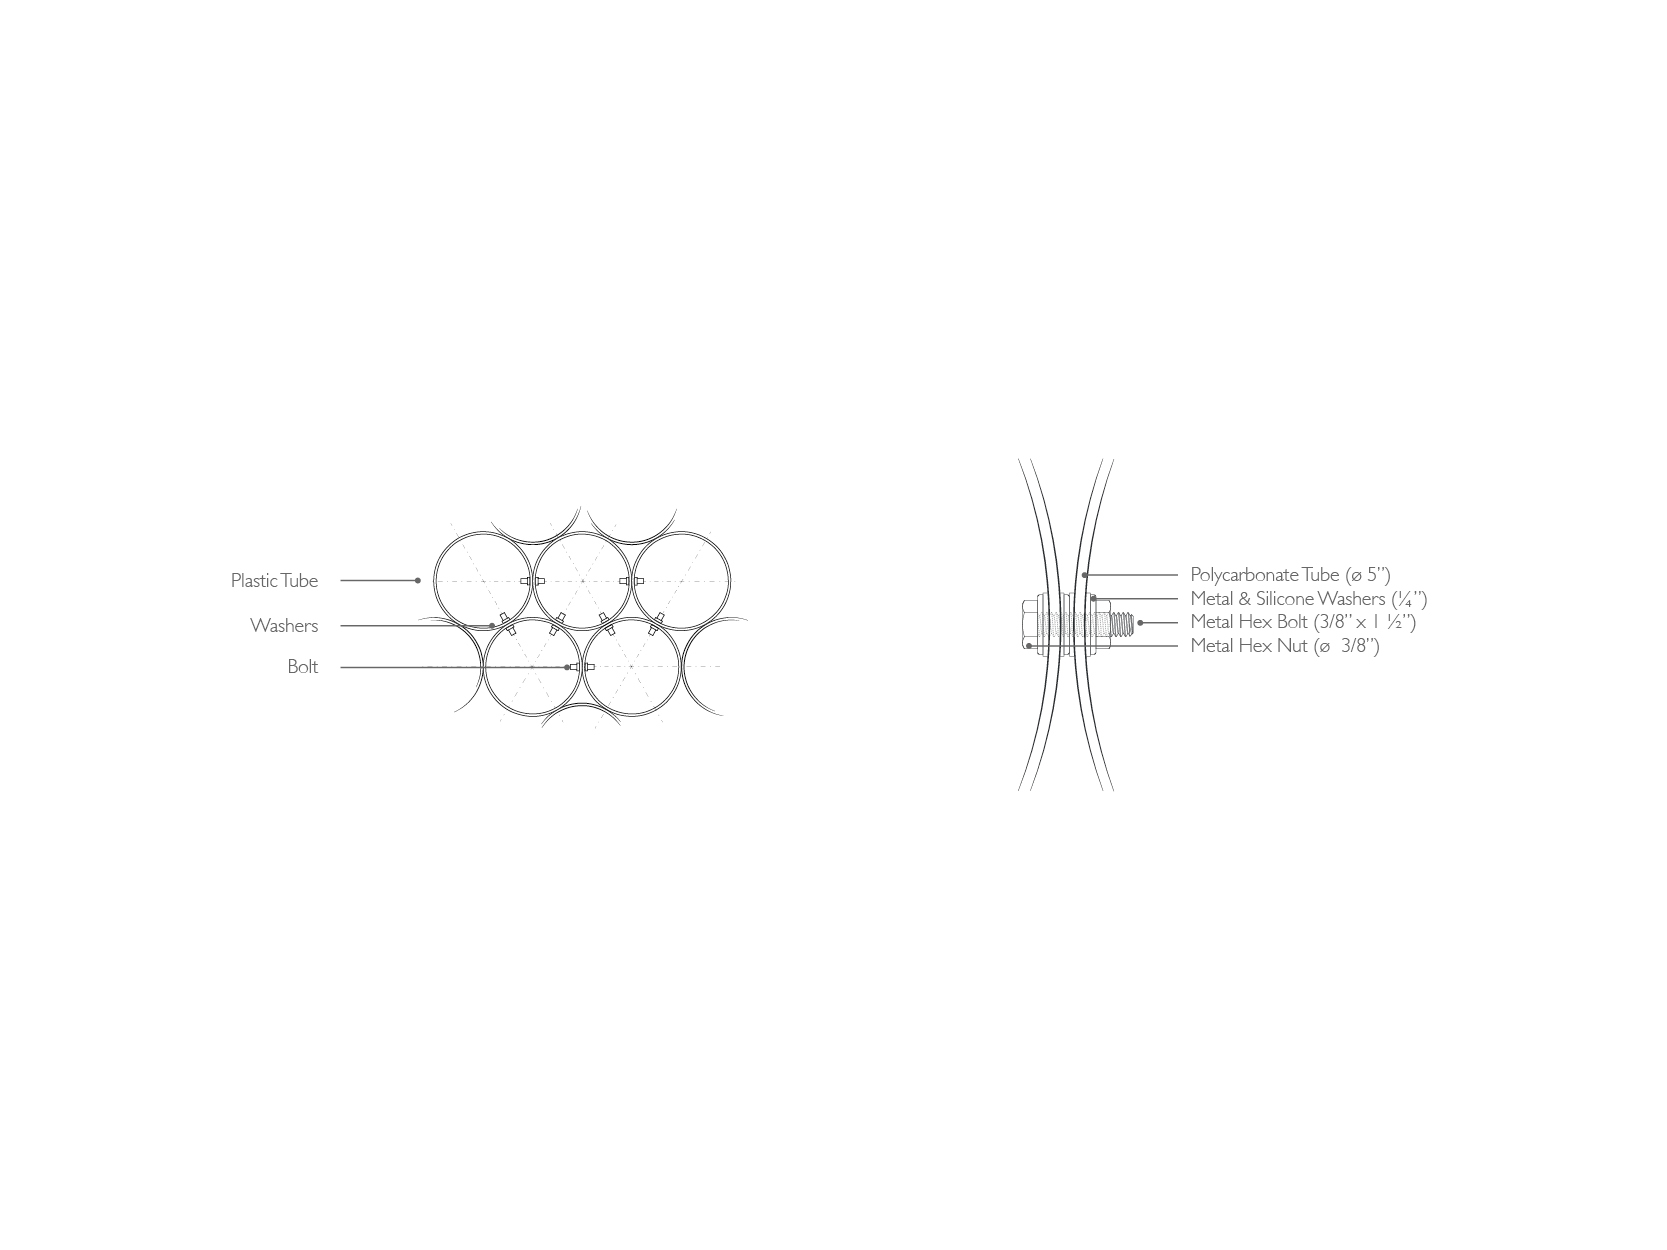 Plastic Tube
Washers
Bolt
Polycarbonate Tube (ø 5”)
Metal & Silicone Washers (¼”)
Metal Hex Bolt (3/8” x 1 ½”)
Metal Hex Nut (ø 3/8”)